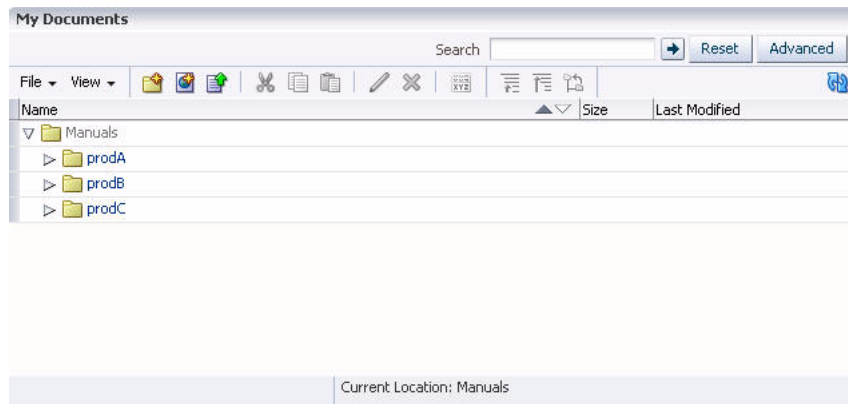 My Documents
Search Reset Advanced
File View
Name Size Last Modified
Manuals
prodA
prodB
prodC
Current Location: Manuals